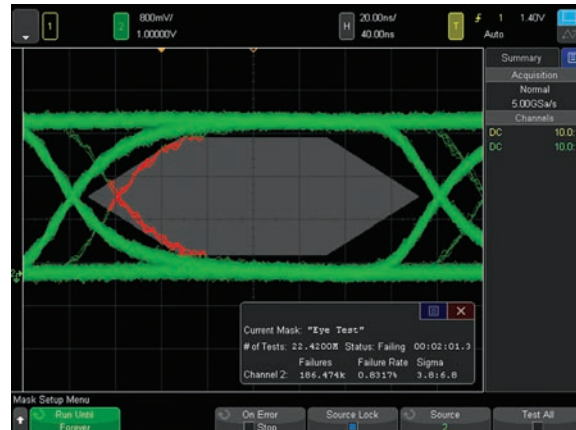 1
2
800mV/
1.00000V
H
20.00ns/
40.00ns
T
1
1.40V
Auto
Summary
Acquisition
Normal
5.00GSa/s
Channels
DC 10.0:
DC 10.0:
2
Current Mask: "Eye Test"
# of Tests: 22.4200M Status: Failing 00:02:01.3
Failures Failure Rate Sigma
Channel 2: 186.474k 0.8317% 3.8:6.8
Mask Setup Menu
Run Until
Forever
On Error
Stop
Source Lock
Source
2
Test All